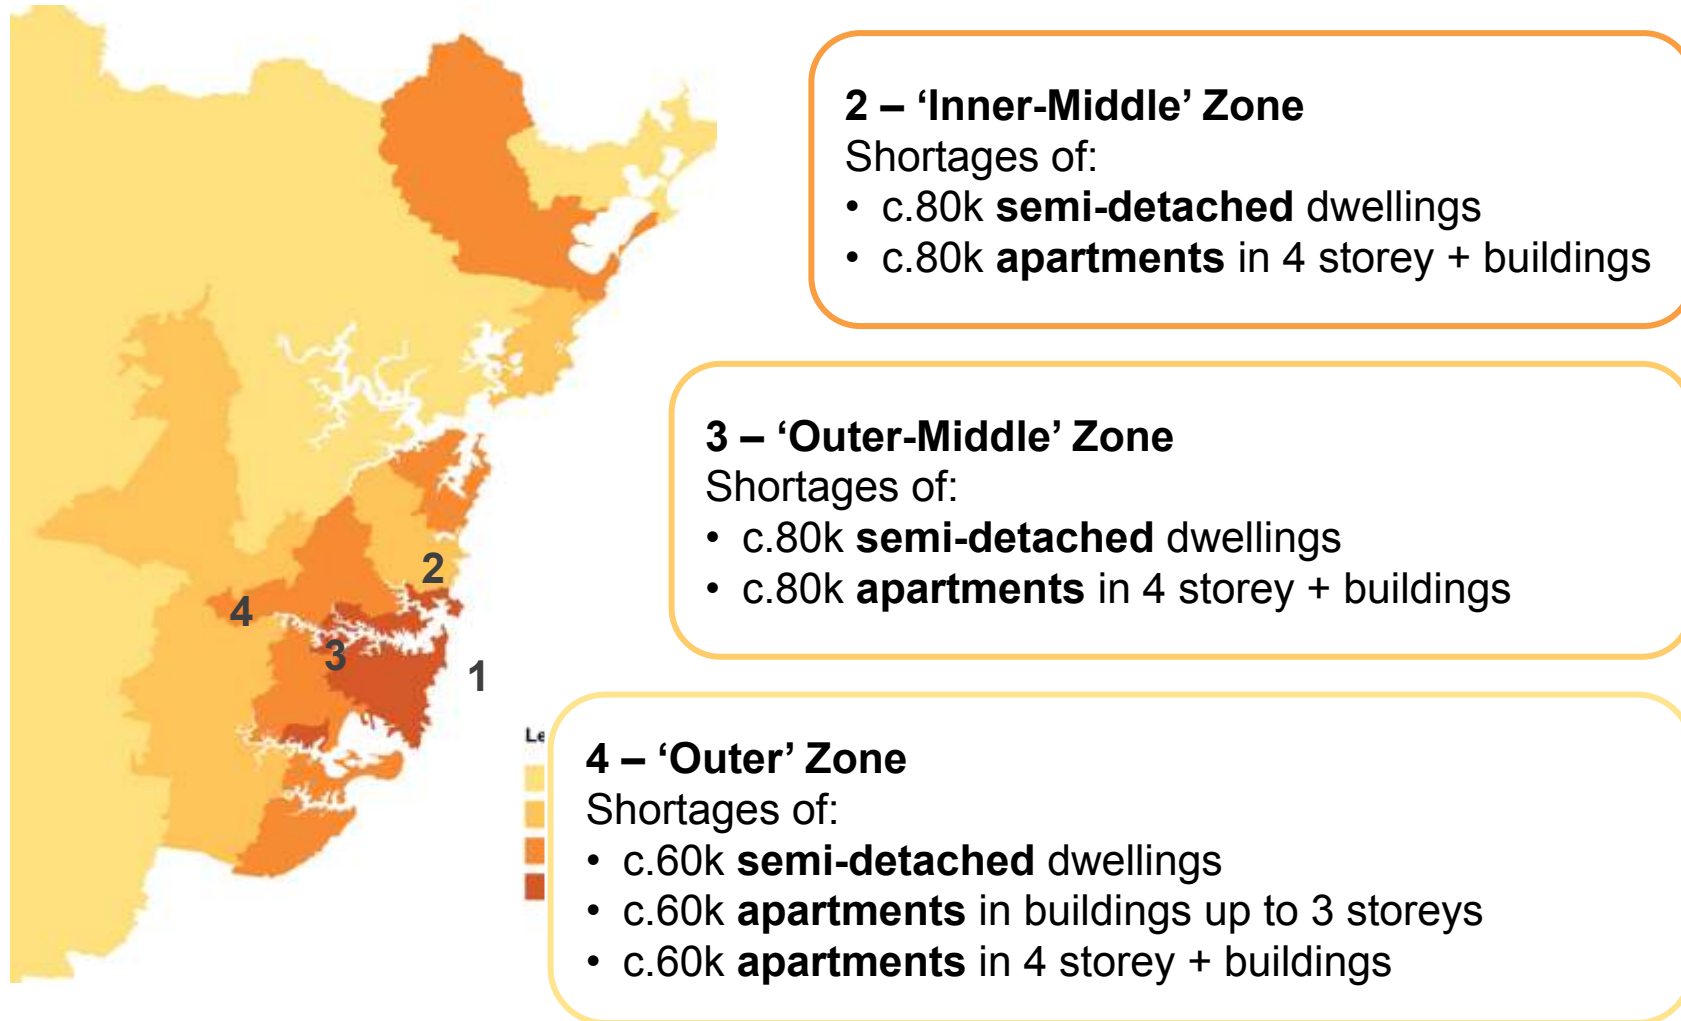 2 – ‘Inner-Middle’ Zone
Shortages of:
• c.80k semi-detached dwellings
• c.80k apartments in 4 storey + buildings
3 – ‘Outer-Middle’ Zone
Shortages of:
• c.80k semi-detached dwellings
• c.80k apartments in 4 storey + buildings
2
4
3
1
Le
4 – ‘Outer’ Zone
Shortages of:
• c.60k semi-detached dwellings
• c.60k apartments in buildings up to 3 storeys
• c.60k apartments in 4 storey + buildings